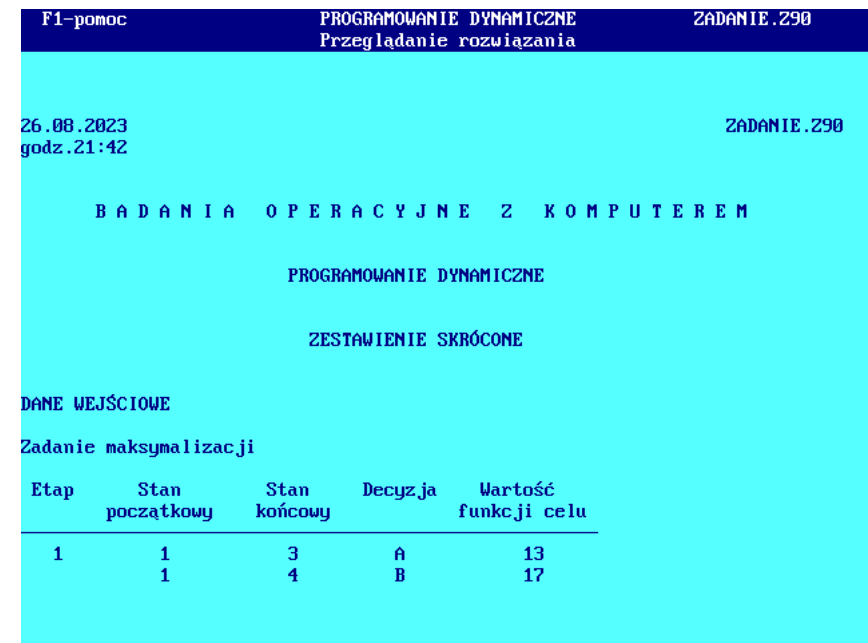 F1-pomoc PROGRAMOWANIE DYNAMICZNE ZADANIE.Z90
Przeglądanie rozwiązania
26.08.2023 ZADANIE.Z90
godz.21:42
B A D A N I A O P E R A C Y J N E Z K O M P U T E R E M
PROGRAMOWANIE DYNAMICZNE
ZESTAWIENIE SKRÓCONE
DANE WEJŚCIOWE
Zadanie maksymalizacji
Etap Stan Stan Decyzja Wartość
początkowy końcowy funkcji celu
1 1 3 A 13
1 4 B 17